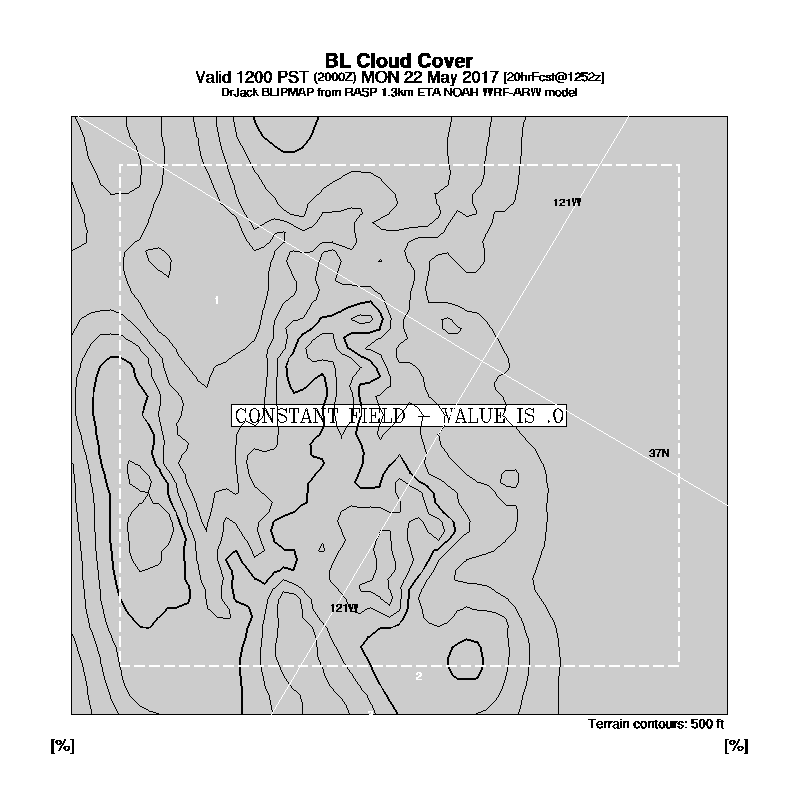 BL Cloud Cover
Valid 1200 PST (2000Z) MON 22 May 2017 [20hrFcst@1252z]
DrJack BLIPMAP from RASP 1.3km ETA NOAH WRF-ARW model
121W
1
CONSTANT FIELD - VALUE IS .0
37N
121W
2
Terrain contours: 500 ft
[%] [%]